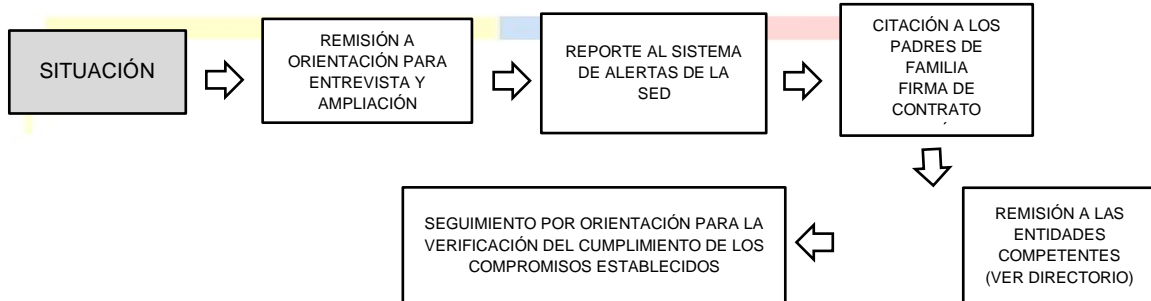 SITUACIÓN
REMISIÓN A
ORIENTACIÓN PARA
ENTREVISTA Y
AMPLIACIÓN
REPORTE AL SISTEMA
DE ALERTAS DE LA
SED
CITACIÓN A LOS
PADRES DE
FAMILIA
FIRMA DE
CONTRATO
REMISIÓN A LAS
ENTIDADES
COMPETENTES
(VER DIRECTORIO)
SEGUIMIENTO POR ORIENTACIÓN PARA LA
VERIFICACIÓN DEL CUMPLIMIENTO DE LOS
COMPROMISOS ESTABLECIDOS